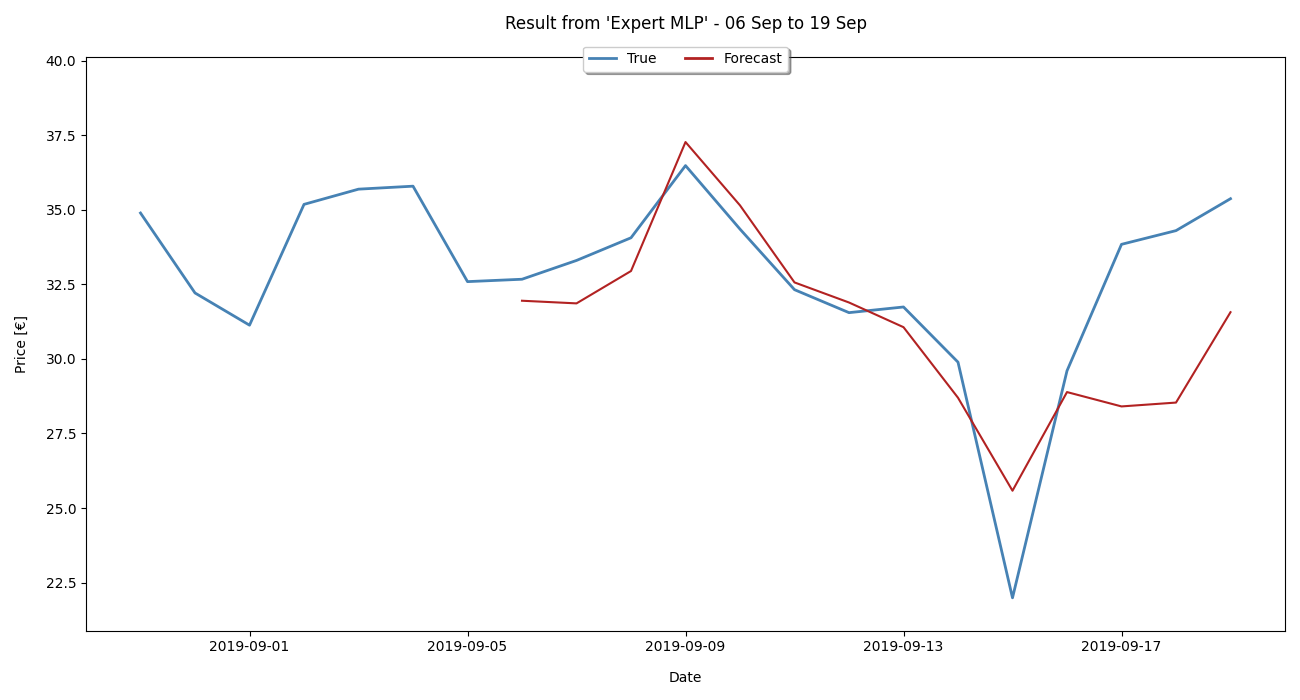 Result from 'Expert MLP' - 06 Sep to 19 Sep
True Forecast
40.0
37.5
35.0
32.5
30.0
27.5
25.0
22.5
Price [€]
2019-09-01 2019-09-05 2019-09-09 2019-09-13 2019-09-17
Date